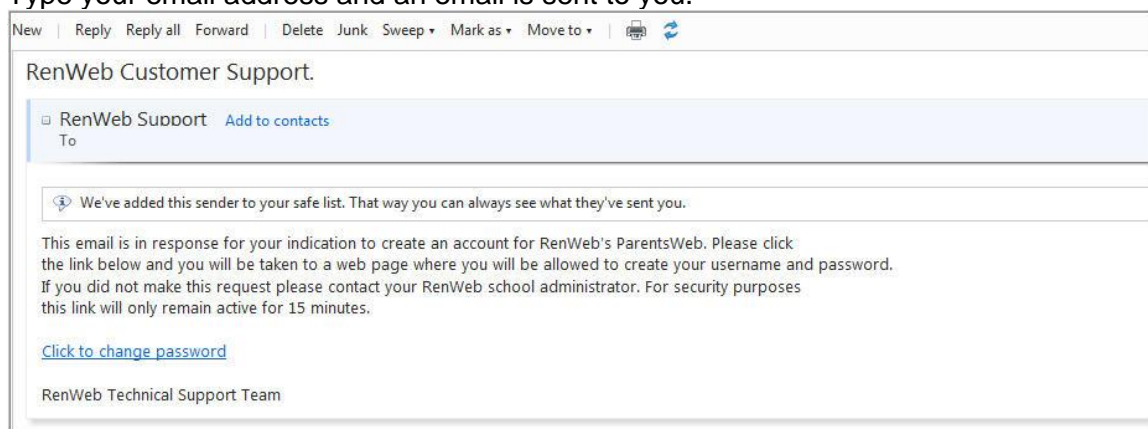 Type your email address and an email is sent to you.
New | Reply Reply all Forward | Delete Junk Sweep Mark as Move to |
RenWeb Customer Support.
RenWeb Support Add to contacts
To
We've added this sender to your safe list. That way you can always see what they've sent you.
This email is in response for your indication to create an account for RenWeb's ParentsWeb. Please click
the link below and you will be taken to a web page where you will be allowed to create your username and password.
If you did not make this request please contact your RenWeb school administrator. For security purposes
this link will only remain active for 15 minutes.
Click to change password
RenWeb Technical Support Team